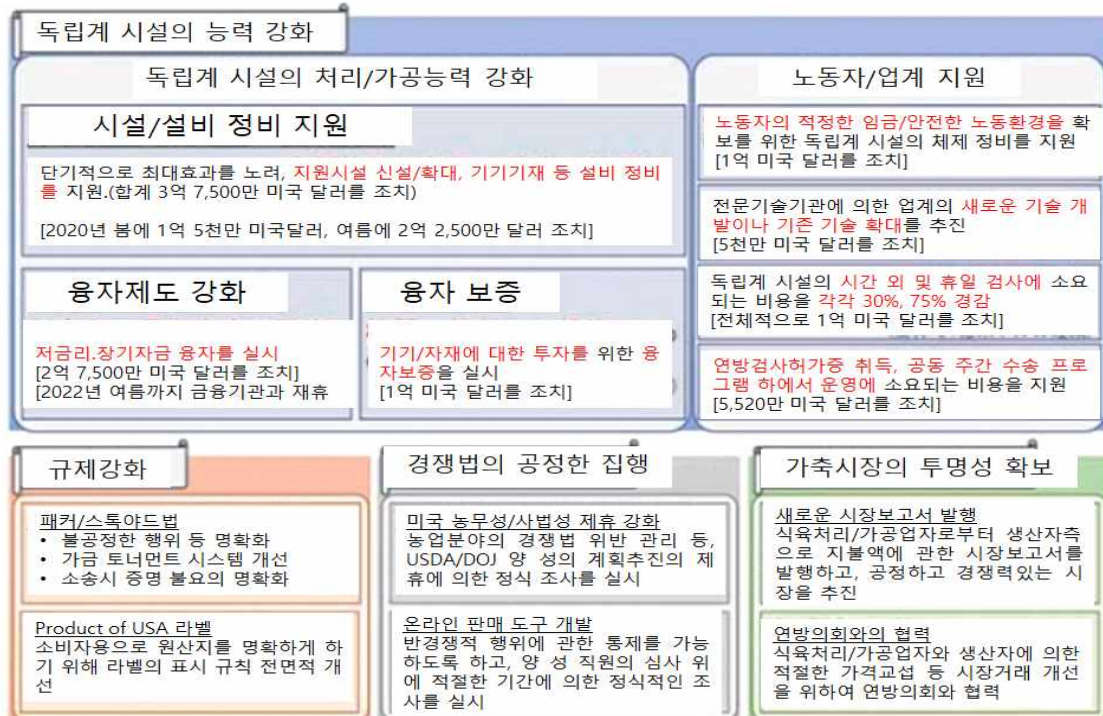 독립계 시설의 능력 강화
독립계 시설의 처리/가공능력 강화
시설/설비 정비 지원
단기적으로 최대효과를 노려, 지원시설 신설/확대, 기기기재 등 설비 정비
를 지원.(합계 3억 7,500만 미국 달러를 조치)
[2020년 봄에 1억 5천만 미국달러, 여름에 2억 2,500만 달러 조치]
융자제도 강화
저금리.장기자금 융자를 실시
[2억 7,500만 미국 달러를 조치]
[2022년 여름까지 금융기관과 재휴
융자 보증
기기/자재에 대한 투자를 위한 융
자보증을 실시
[1억 미국 달러를 조치]
노동자/업계 지원
노동자의 적정한 임금/안전한 노동환경을 확
보를 위한 독립계 시설의 체제 정비를 지원
[1억 미국 달러를 조치]
전문기술기관에 의한 업계의 새로운 기술 개
발이나 기존 기술 확대를 추진
[5천만 미국 달러를 조치]
독립계 시설의 시간 외 및 휴일 검사에 소요
되는 비용을 각각 30%, 75% 경감
[전체적으로 1억 미국 달러를 조치]
연방검사허가증 취득, 공동 주간 수송 프로
그램 하에서 운영에 소요되는 비용을 지원
[5,520만 미국 달러를 조치]
규제강화
패커/스톡야드법
• 불공정한 행위 등 명확화
• 가금 토너먼트 시스템 개선
• 소송시 증명 불요의 명확화
Product of USA 라벨
소비자용으로 원산지를 명확하게 하
기 위해 라벨의 표시 규칙 전면적 개
선
경쟁법의 공정한 집행
미국 농무성/사법성 제휴 강화
농업분야의 경쟁법 위반 관리 등,
USDA/DOJ 양 성의 계획추진의 제
휴에 의한 정식 조사를 실시
온라인 판매 도구 개발
반경쟁적 행위에 관한 통제를 가능
하도록 하고, 양 성 직원의 심사 위
에 적절한 기간에 의한 정식적인 조
사를 실시
가축시장의 투명성 확보
새로운 시장보고서 발행
식육처리/가공업자로부터 생산자측
으로 지불액에 관한 시장보고서를
발행하고, 공정하고 경쟁력있는 시
장을 추진
연방의회와의 협력
식육처리/가공업자와 생산자에 의한
적절한 가격교섭 등 시장거래 개선
을 위하여 연방의회와 협력